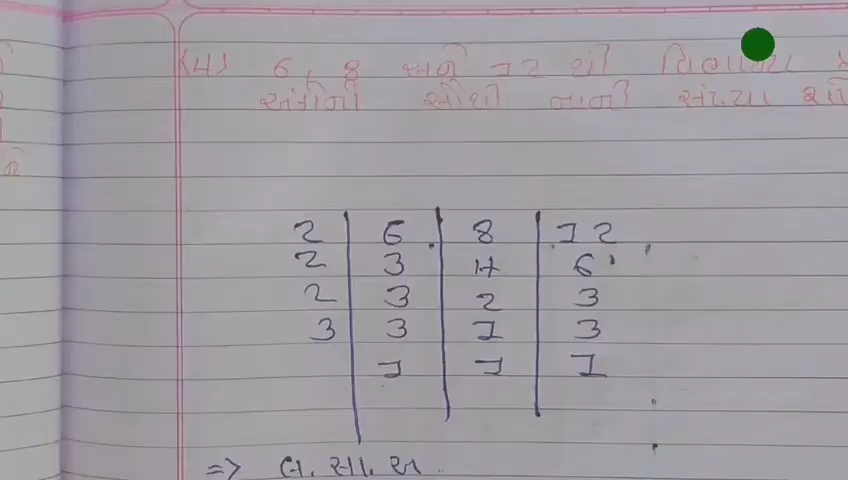 (4) 6, 8 અને 12 થી વિભાજ્ય
અંકોની સૌથી નાની સંખ્યા શો
2 6 8 12
2 3 4 6
2 3 2 3
3 3 1 3
1 1 1
=> લ. સા. અ.